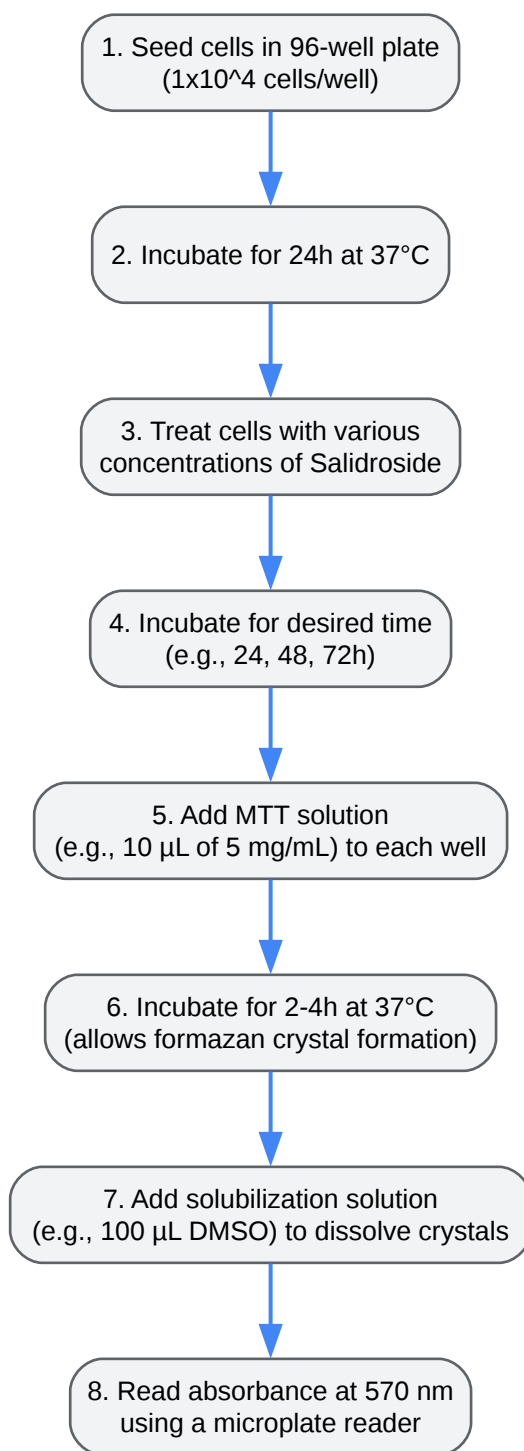 1. Seed cells in 96-well plate
(1x10^4 cells/well)
2. Incubate for 24h at 37°C
3. Treat cells with various
concentrations of Salidroside
4. Incubate for desired time
(e.g., 24, 48, 72h)
5. Add MTT solution
(e.g., 10 µL of 5 mg/mL) to each well
6. Incubate for 2-4h at 37°C
(allows formazan crystal formation)
7. Add solubilization solution
(e.g., 100 µL DMSO) to dissolve crystals
8. Read absorbance at 570 nm
using a microplate reader